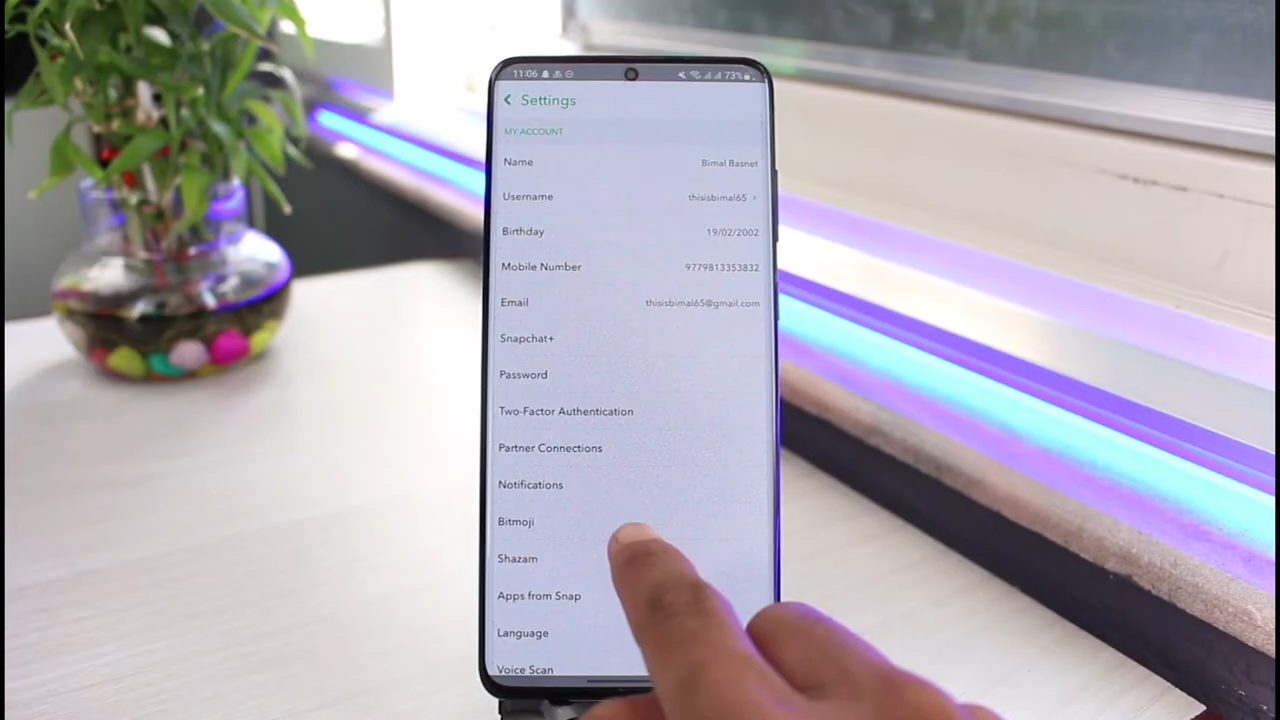 11:06 73%
Settings
MY ACCOUNT
Name Bimal Basnet
Username thisisbimal65
Birthday 19/02/2002
Mobile Number 9779813353832
Email thisisbimal65@gmail.com
Snapchat+
Password
Two-Factor Authentication
Partner Connections
Notifications
Bitmoji
Shazam
Apps from Snap
Language
Voice Scan